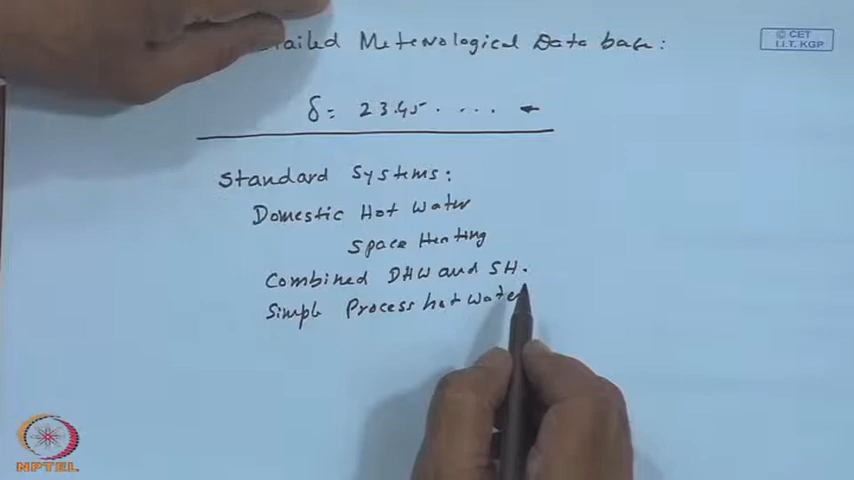 Detailed Meterological Data base:
© CET
I.I.T. KGP
δ = 23.45 . . . .
Standard Systems:
Domestic Hot Water
Space Heating
Combined DHW and SH.
Simple Process hot water
NPTEL